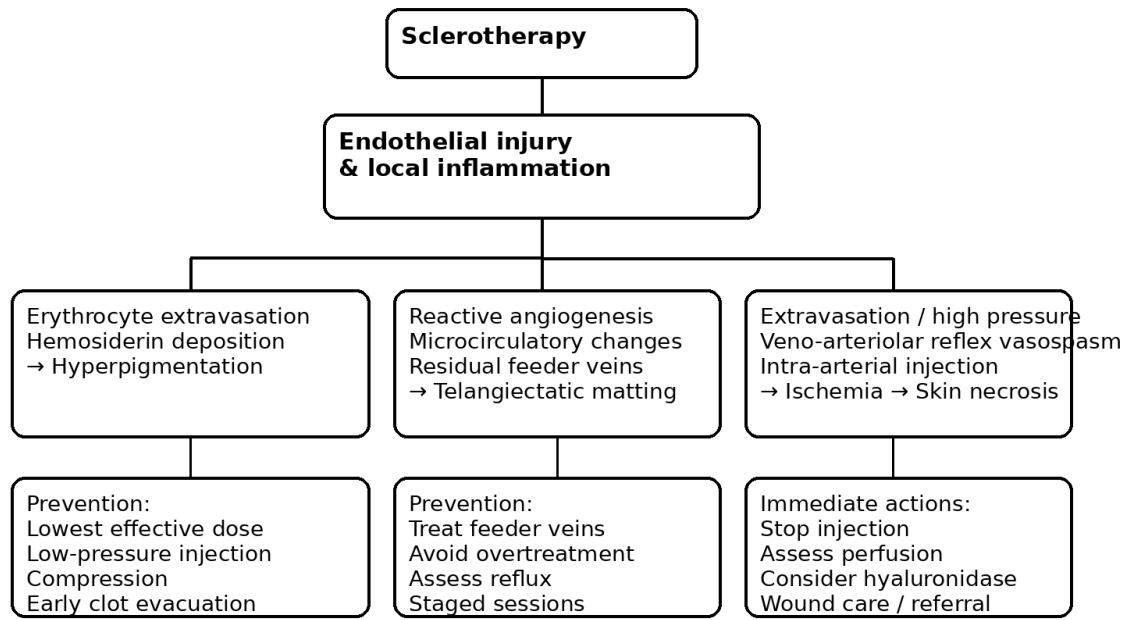 Sclerotherapy
Endothelial injury
& local inflammation
Erythrocyte extravasation
Hemosiderin deposition
→ Hyperpigmentation
Reactive angiogenesis
Microcirculatory changes
Residual feeder veins
→ Telangiectatic matting
Extravasation / high pressure
Veno-arteriolar reflex vasospasm
Intra-arterial injection
→ Ischemia → Skin necrosis
Prevention:
Lowest effective dose
Low-pressure injection
Compression
Early clot evacuation
Prevention:
Treat feeder veins
Avoid overtreatment
Assess reflux
Staged sessions
Immediate actions:
Stop injection
Assess perfusion
Consider hyaluronidase
Wound care / referral